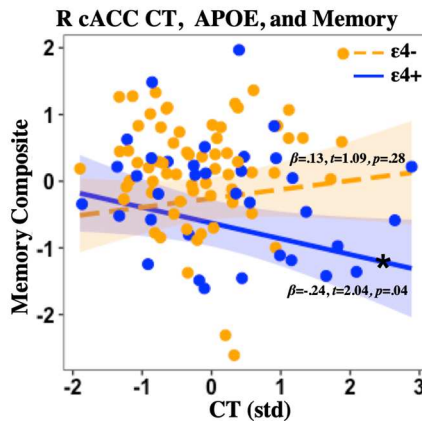 R cACC CT, APOE, and Memory
2
1
0
-1
-2
Memory Composite
ε4-
ε4+
β=.13, t=1.09, p=.28
*
β=-.24, t=2.04, p=.04
-2 -1 0 1 2 3
CT (std)